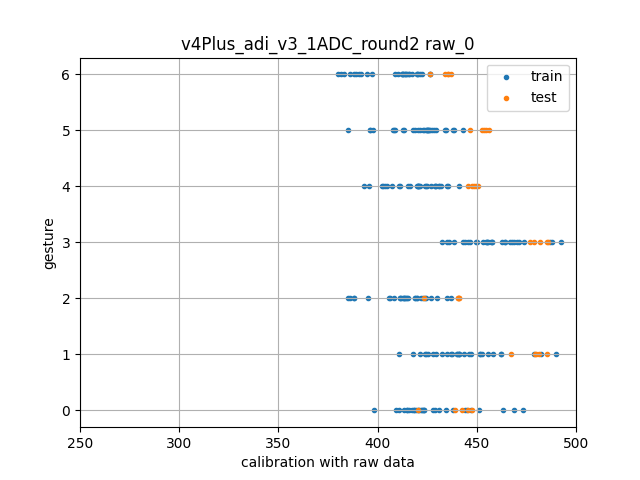 v4Plus_adi_v3_1ADC_round2 raw_0
train
test
gesture
6
5
4
3
2
1
0
250 300 350 400 450 500
calibration with raw data